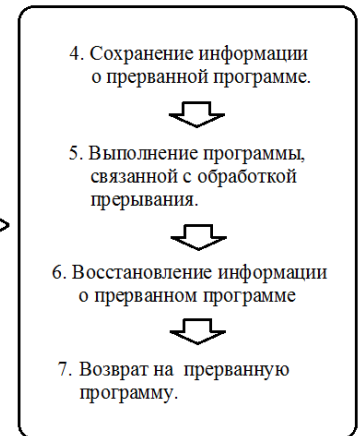 4. Сохранение информации
о прерванной программе.
5. Выполнение программы,
связанной с обработкой
прерывания.
6. Восстановление информации
о прерванном программе
7. Возврат на прерванную
программу.